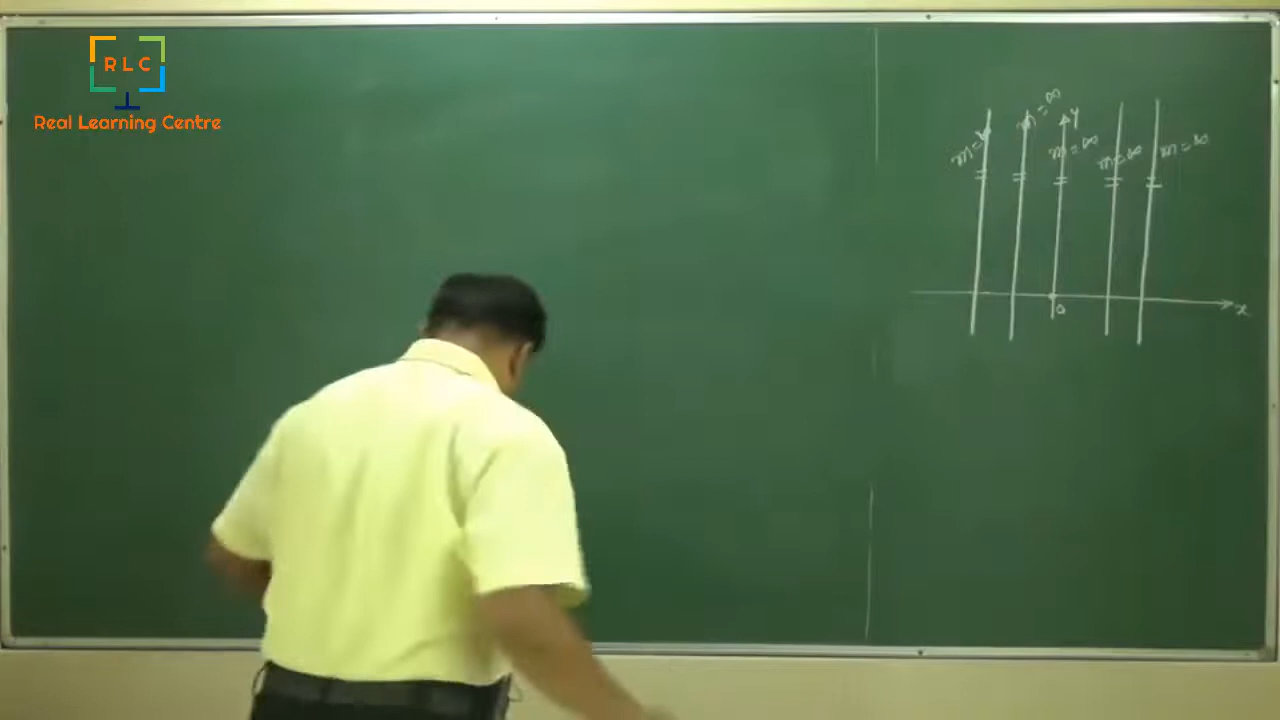 RLC
Real Learning Centre
m = ∞
Y
m = ∞
m = ∞
m = ∞
O
X